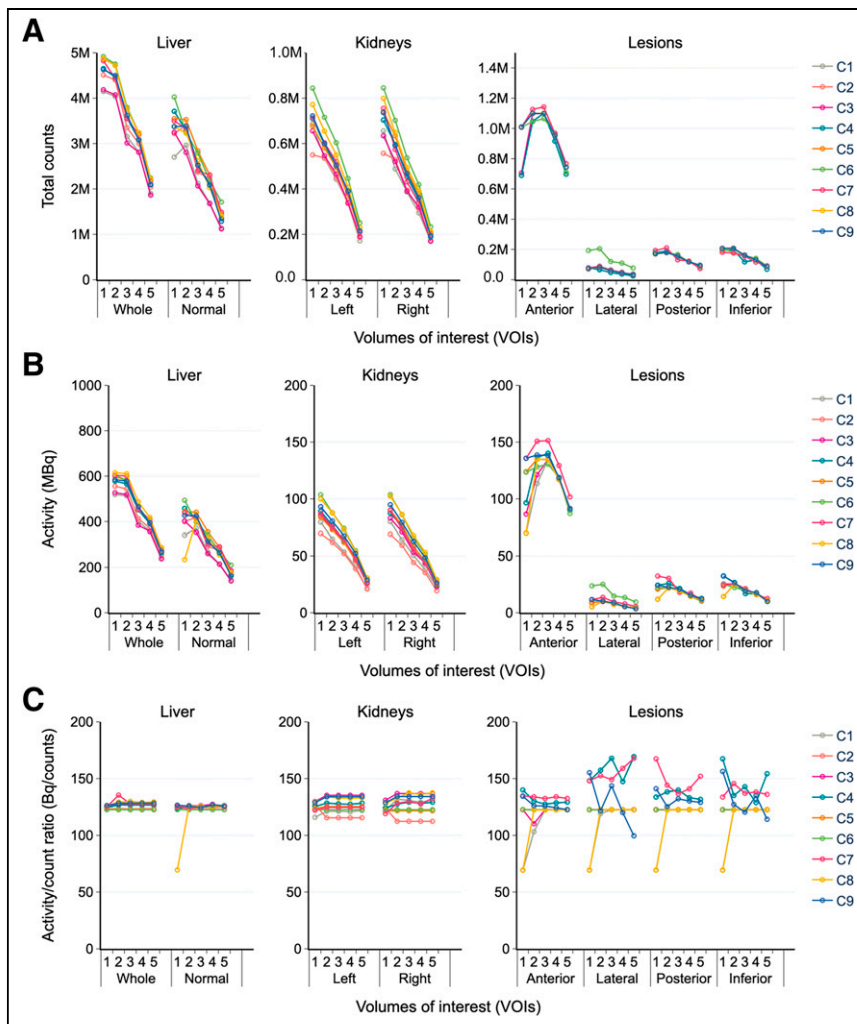 A
Liver
Kidneys
Lesions
Total counts
5M
4M
3M
2M
1M
0
1.0M
0.8M
0.6M
0.4M
0.2M
0.0
1.4M
1.2M
1.0M
0.8M
0.6M
0.4M
0.2M
0.0
1 2 3 4 5 1 2 3 4 5
Whole Normal
1 2 3 4 5 1 2 3 4 5
Left Right
1 2 3 4 5 1 2 3 4 5 1 2 3 4 5 1 2 3 4 5
Anterior Lateral Posterior Inferior
Volumes of interest (VOIs)
C1
C2
C3
C4
C5
C6
C7
C8
C9
B
Liver
Kidneys
Lesions
Activity (MBq)
1000
800
600
400
200
0
200
150
100
50
0
200
150
100
50
0
1 2 3 4 5 1 2 3 4 5
Whole Normal
1 2 3 4 5 1 2 3 4 5
Left Right
1 2 3 4 5 1 2 3 4 5 1 2 3 4 5 1 2 3 4 5
Anterior Lateral Posterior Inferior
Volumes of interest (VOIs)
C1
C2
C3
C4
C5
C6
C7
C8
C9
C
Liver
Kidneys
Lesions
Activity/count ratio (Bq/counts)
200
150
100
50
0
200
150
100
50
0
200
150
100
50
0
1 2 3 4 5 1 2 3 4 5
Whole Normal
1 2 3 4 5 1 2 3 4 5
Left Right
1 2 3 4 5 1 2 3 4 5 1 2 3 4 5 1 2 3 4 5
Anterior Lateral Posterior Inferior
Volumes of interest (VOIs)
C1
C2
C3
C4
C5
C6
C7
C8
C9